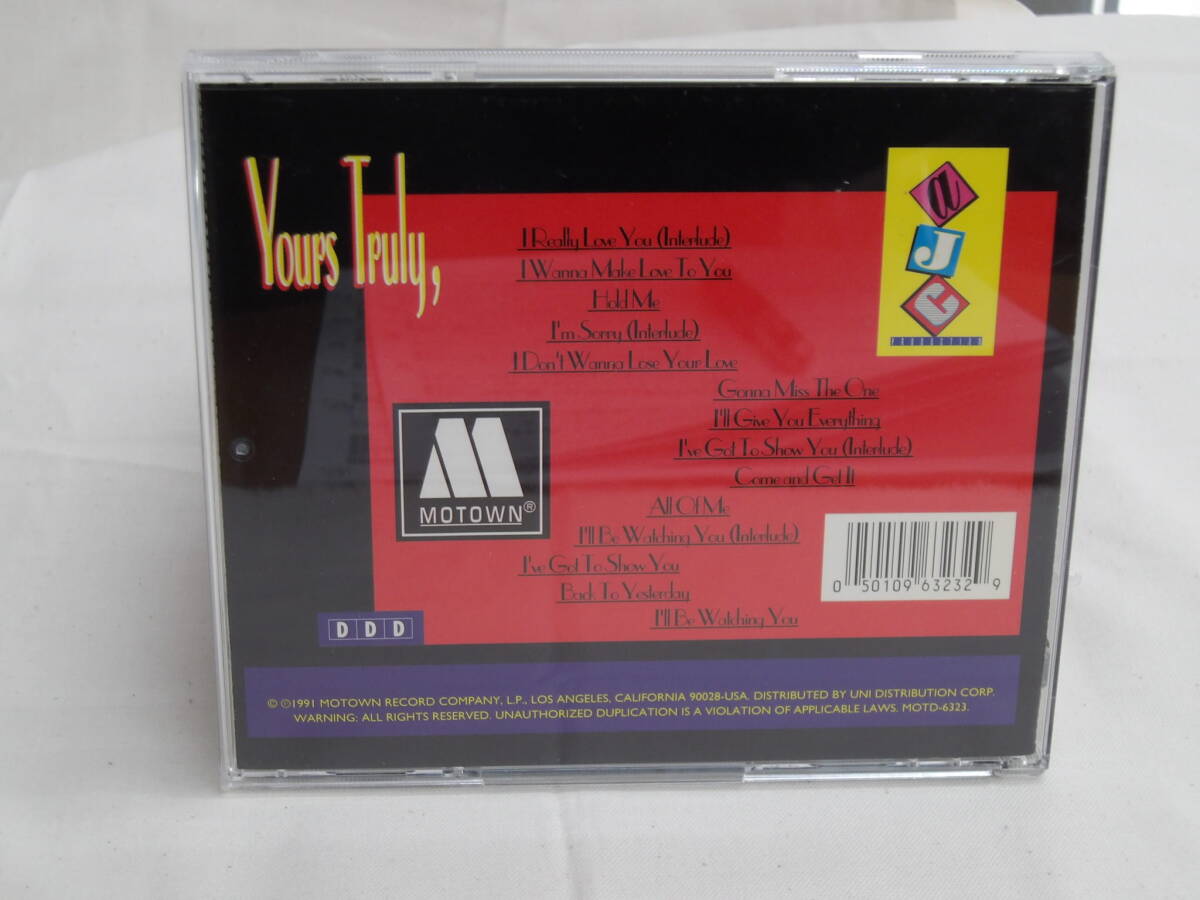 Yours Truly,
I Really Love You (Interlude)
I Wanna Make Love To You
Hold Me
I'm Sorry (Interlude)
I Don't Wanna Lose Your Love
Gonna Miss The One
I'll Give You Everything
I've Got To Show You (Interlude)
Come and Get It
All Of Me
I'll Be Watching You (Interlude)
I've Got To Show You
Back To Yesterday
I'll Be Watching You
a
J
G
PRODUCTION
MOTOWN®
0 50109 63232 9
DDD
© ℗1991 MOTOWN RECORD COMPANY, L.P., LOS ANGELES, CALIFORNIA 90028-USA. DISTRIBUTED BY UNI DISTRIBUTION CORP.
WARNING: ALL RIGHTS RESERVED. UNAUTHORIZED DUPLICATION IS A VIOLATION OF APPLICABLE LAWS. MOTD-6323.